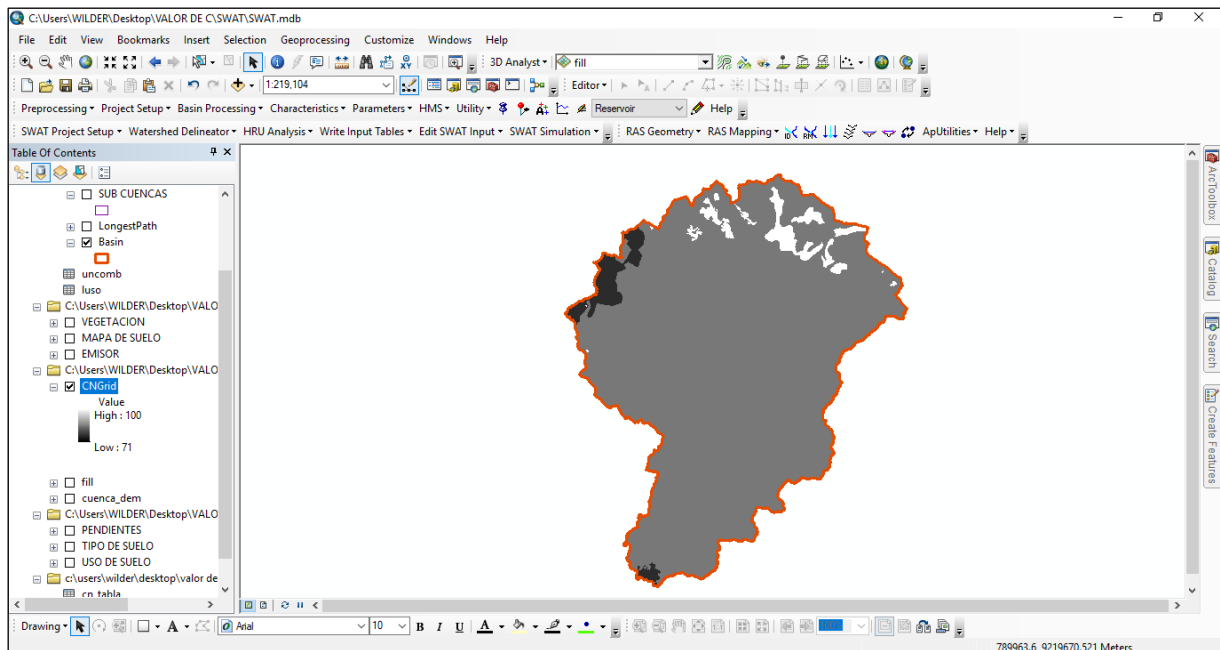 C:\Users\WILDER\Desktop\VALOR DE C\SWAT\SWAT.mdb
File Edit View Bookmarks Insert Selection Geoprocessing Customize Windows Help
3D Analyst fill
1:219,104 Editor
Preprocessing Project Setup Basin Processing Characteristics Parameters HMS Utility Reservoir Help
SWAT Project Setup Watershed Delineator HRU Analysis Write Input Tables Edit SWAT Input SWAT Simulation RAS Geometry RAS Mapping ApUtilities Help
Table Of Contents
SUB CUENCAS
LongestPath
Basin
uncomb
luso
C:\Users\WILDER\Desktop\VALO
VEGETACION
MAPA DE SUELO
EMISOR
C:\Users\WILDER\Desktop\VALO
CNGrid
Value
High : 100
Low : 71
fill
cuenca_dem
C:\Users\WILDER\Desktop\VALO
PENDIENTES
TIPO DE SUELO
USO DE SUELO
c:\users\wilder\desktop\valor de
cn_tabla
ArcToolbox
Catalog
Search
Create Features
Drawing A Arial 10 B I U A
789963.6 9219670.521 Meters